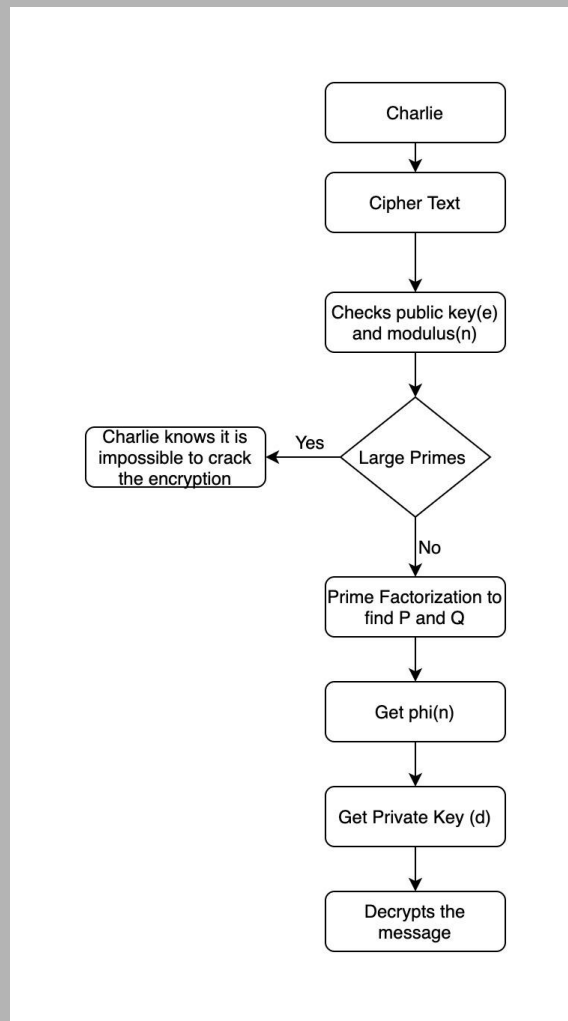 Charlie
Cipher Text
Checks public key(e)
and modulus(n)
Large Primes
Yes
Charlie knows it is
impossible to crack
the encryption
No
Prime Factorization to
find P and Q
Get phi(n)
Get Private Key (d)
Decrypts the
message